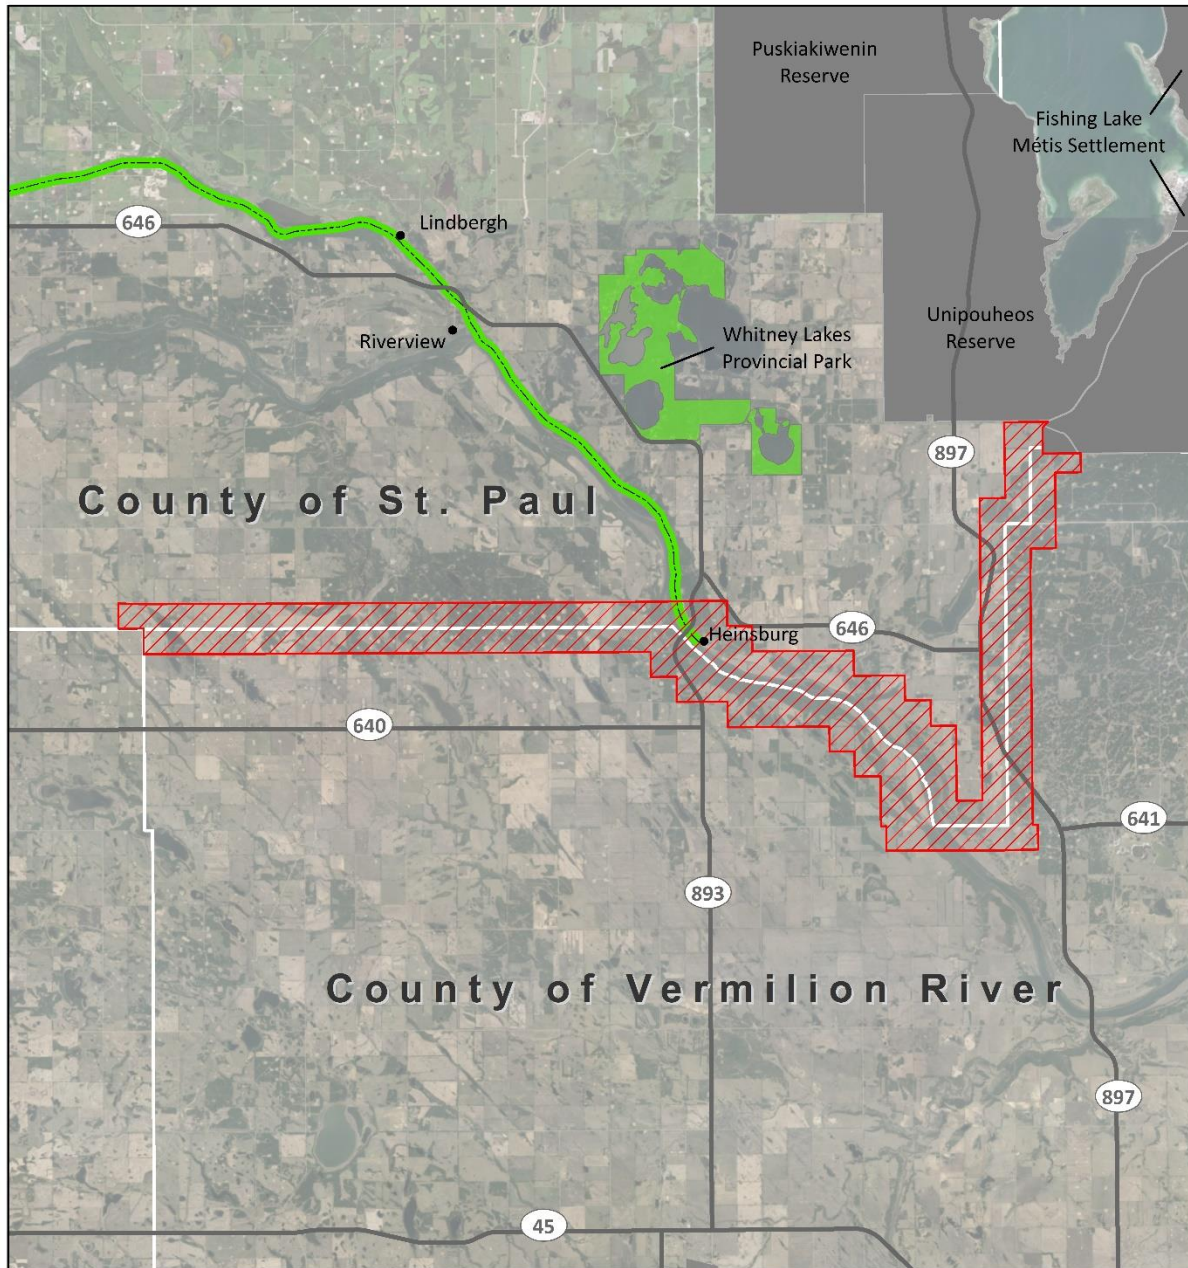 Puskiakiwenin
Reserve
Fishing Lake
Métis Settlement
646
Lindbergh
Riverview
Whitney Lakes
Provincial Park
Unipouheos
Reserve
897
County of St. Paul
Heinsburg
646
640
641
893
County of Vermilion River
897
45